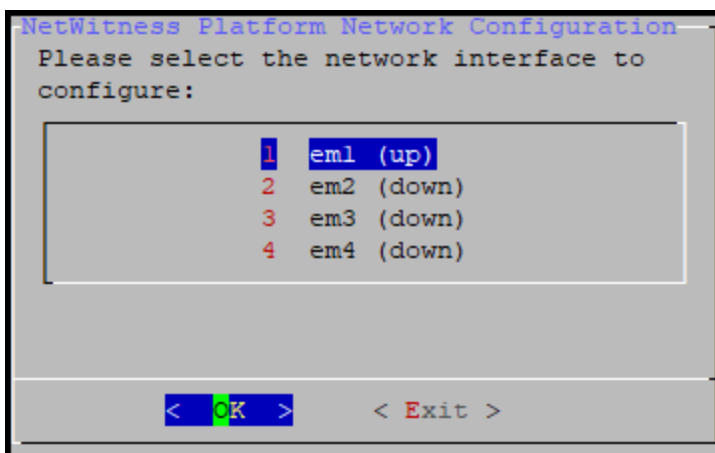 NetWitness Platform Network Configuration
Please select the network interface to
configure:
1 em1 (up)
2 em2 (down)
3 em3 (down)
4 em4 (down)
< OK > < Exit >